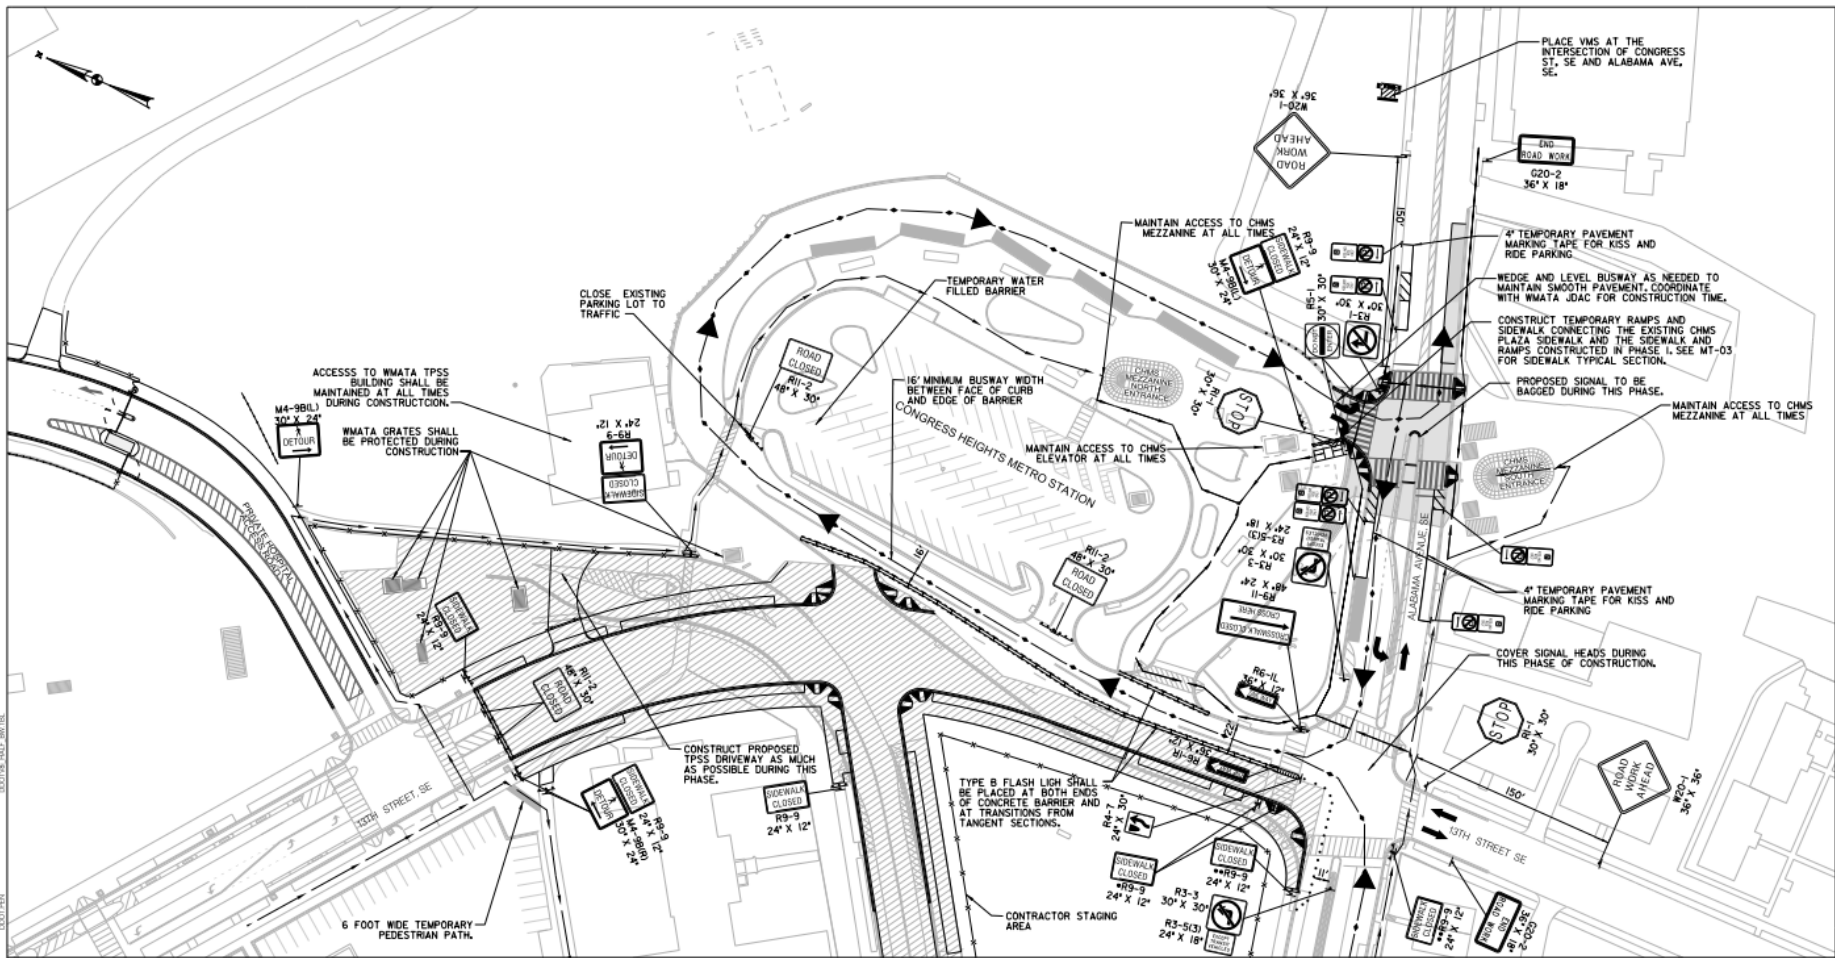 PLACE VMS AT THE
INTERSECTION OF CONGRESS
ST. SE AND ALABAMA AVE.
SE.
W20-1
36" X 36"
ROAD
WORK
AHEAD
END
ROAD WORK
G20-2
36" X 18"
150'
MAINTAIN ACCESS TO CHMS
MEZZANINE AT ALL TIMES
R9-9
24" X 12"
SIDEWALK
CLOSED
DETOUR
M4-9B(L)
30" X 24"
4" TEMPORARY PAVEMENT
MARKING TAPE FOR KISS AND
RIDE PARKING
WEDGE AND LEVEL BUSWAY AS NEEDED TO
MAINTAIN SMOOTH PAVEMENT. COORDINATE
WITH WMATA JDAC FOR CONSTRUCTION TIME.
R5-1
30" X 30"
R3-1
30" X 30"
CONSTRUCT TEMPORARY RAMPS AND
SIDEWALK CONNECTING THE EXISTING CHMS
PLAZA SIDEWALK AND THE SIDEWALK AND
RAMPS CONSTRUCTED IN PHASE I. SEE MT-03
FOR SIDEWALK TYPICAL SECTION.
PROPOSED SIGNAL TO BE
BAGGED DURING THIS PHASE.
MAINTAIN ACCESS TO CHMS
MEZZANINE AT ALL TIMES
TEMPORARY WATER
FILLED BARRIER
CLOSE EXISTING
PARKING LOT TO
TRAFFIC
ROAD
CLOSED
R11-2
48" X 30"
16' MINIMUM BUSWAY WIDTH
BETWEEN FACE OF CURB
AND EDGE OF BARRIER
CHMS
MEZZANINE
NORTH
ENTRANCE
R1-1
30" X 30"
STOP
CONGRESS HEIGHTS METRO STATION
MAINTAIN ACCESS TO CHMS
ELEVATOR AT ALL TIMES
CHMS
MEZZANINE
SOUTH
ENTRANCE
ACCESSS TO WMATA TPSS
BUILDING SHALL BE
MAINTAINED AT ALL TIMES
DURING CONSTRUCTCION.
M4-9B(L)
30" X 24"
DETOUR
WMATA GRATES SHALL
BE PROTECTED DURING
CONSTRUCTION
R9-9
24" X 12"
DETOUR
SIDEWALK
CLOSED
PRIVATE HOSPITAL
ACCESS ROAD
16'
R11-2
48" X 30"
ROAD
CLOSED
R3-5(3)
24" X 18"
R3-3
30" X 30"
R9-11
48" X 24"
CROSSWALK CLOSED
CROSS HERE
ALABAMA AVENUE, SE
4" TEMPORARY PAVEMENT
MARKING TAPE FOR KISS AND
RIDE PARKING
COVER SIGNAL HEADS DURING
THIS PHASE OF CONSTRUCTION.
SIDEWALK
CLOSED
R9-9
24" X 12"
R11-2
48" X 30"
ROAD
CLOSED
R6-1L
36" X 12"
22'
R6-1R
36" X 12"
STOP
R1-1
30" X 30"
ROAD
WORK
AHEAD
W20-1
36" X 36"
150'
13TH STREET SE
CONSTRUCT PROPOSED
TPSS DRIVEWAY AS MUCH
AS POSSIBLE DURING THIS
PHASE.
TYPE B FLASH LIGH SHALL
BE PLACED AT BOTH ENDS
OF CONCRETE BARRIER AND
AT TRANSITIONS FROM
TANGENT SECTIONS.
SIDEWALK
CLOSED
R9-9
24" X 12"
R4-7
24" X 30"
13TH STREET, SE
DETOUR
SIDEWALK
CLOSED
R9-9
24" X 12"
M4-9B(R)
30" X 24"
6 FOOT WIDE TEMPORARY
PEDESTRIAN PATH.
CONTRACTOR STAGING
AREA
SIDEWALK
CLOSED
*R9-9
24" X 12"
SIDEWALK
CLOSED
**R9-9
24" X 12"
R3-3
30" X 30"
R3-5(3)
24" X 18"
EXCEPT
TRANSIT
VEHICLES
11'
SIDEWALK
CLOSED
**R9-9
24" X 12"
END
ROAD WORK
G20-2
36" X 18"